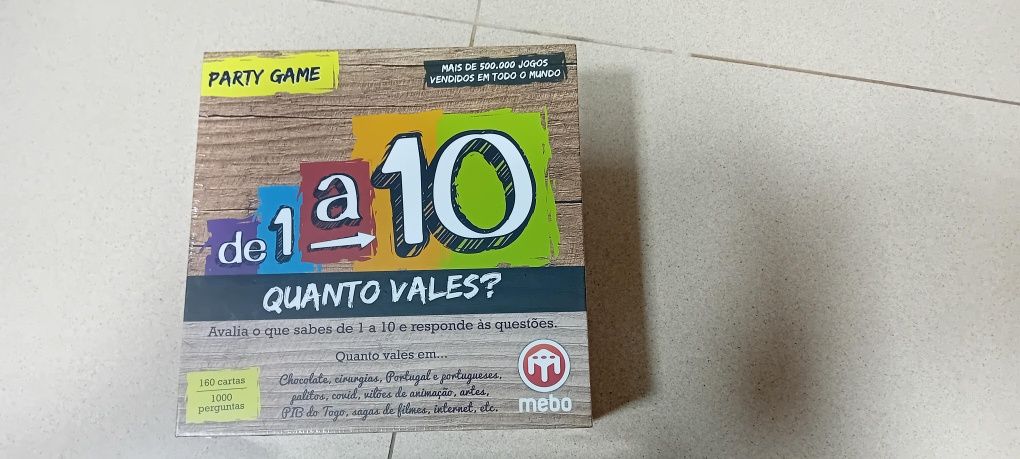 PARTY GAME
MAIS DE 500.000 JOGOS
VENDIDOS EM TODO O MUNDO
de 1 a 10
QUANTO VALES?
Avalia o que sabes de 1 a 10 e responde às questões.
Quanto vales em...
Chocolate, cirurgias, Portugal e portugueses,
palitos, covid, vilões de animação, artes,
PIB do Togo, sagas de filmes, internet, etc.
160 cartas
1000
perguntas
mebo